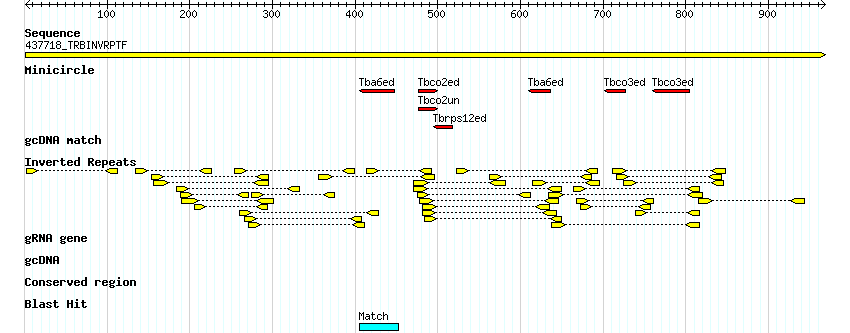 100 200 300 400 500 600 700 800 900
Sequence
437718_TRBINVRPTF
Minicircle
Tba6ed Tbco2ed Tba6ed Tbco3ed Tbco3ed
Tbco2un
Tbrps12ed
gcDNA match
Inverted Repeats
gRNA gene
gcDNA
Conserved region
Blast Hit
Match